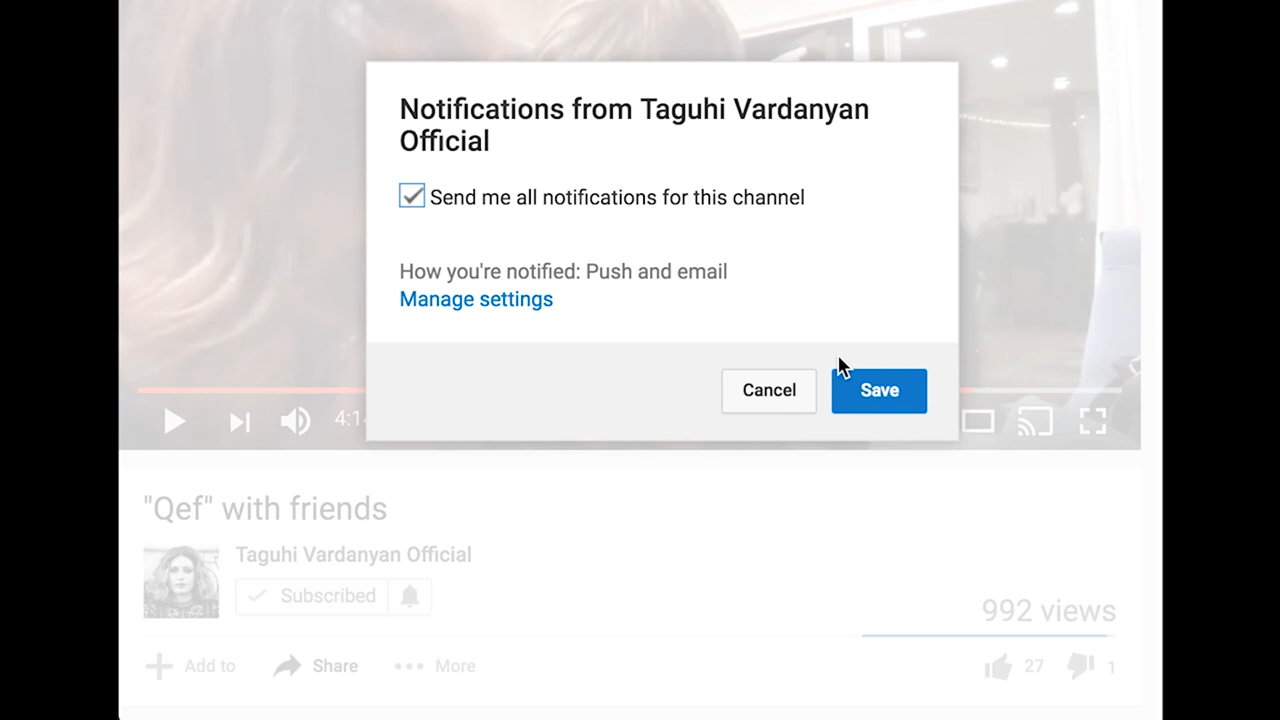 Notifications from Taguhi Vardanyan
Official
Send me all notifications for this channel
How you're notified: Push and email
Manage settings
Cancel
Save
"Qef" with friends
Taguhi Vardanyan Official
Subscribed
992 views
Add to
Share
More
27
1